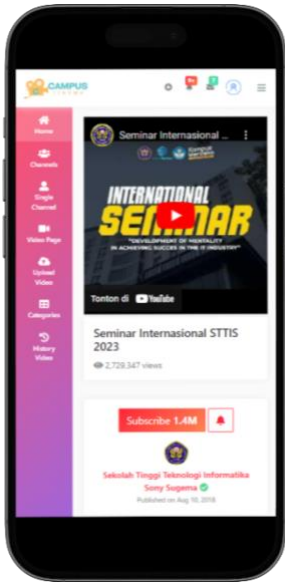 CAMPUS
Home
Channels
Single
Channel
Video Page
Upload
Video
Categories
History
Video
Seminar Internasional ...
INTERNATIONAL
SEMINAR
"DEVELOPMENT OF MENTALITY
IN ACHIEVING SUCCES IN THE IT INDUSTRY"
Tonton di YouTube
Seminar Internasional STTIS
2023
2,729,347 views
Subscribe 1.4M
Sekolah Tinggi Teknologi Informatika
Sony Sugema
Published on Aug 10, 2018